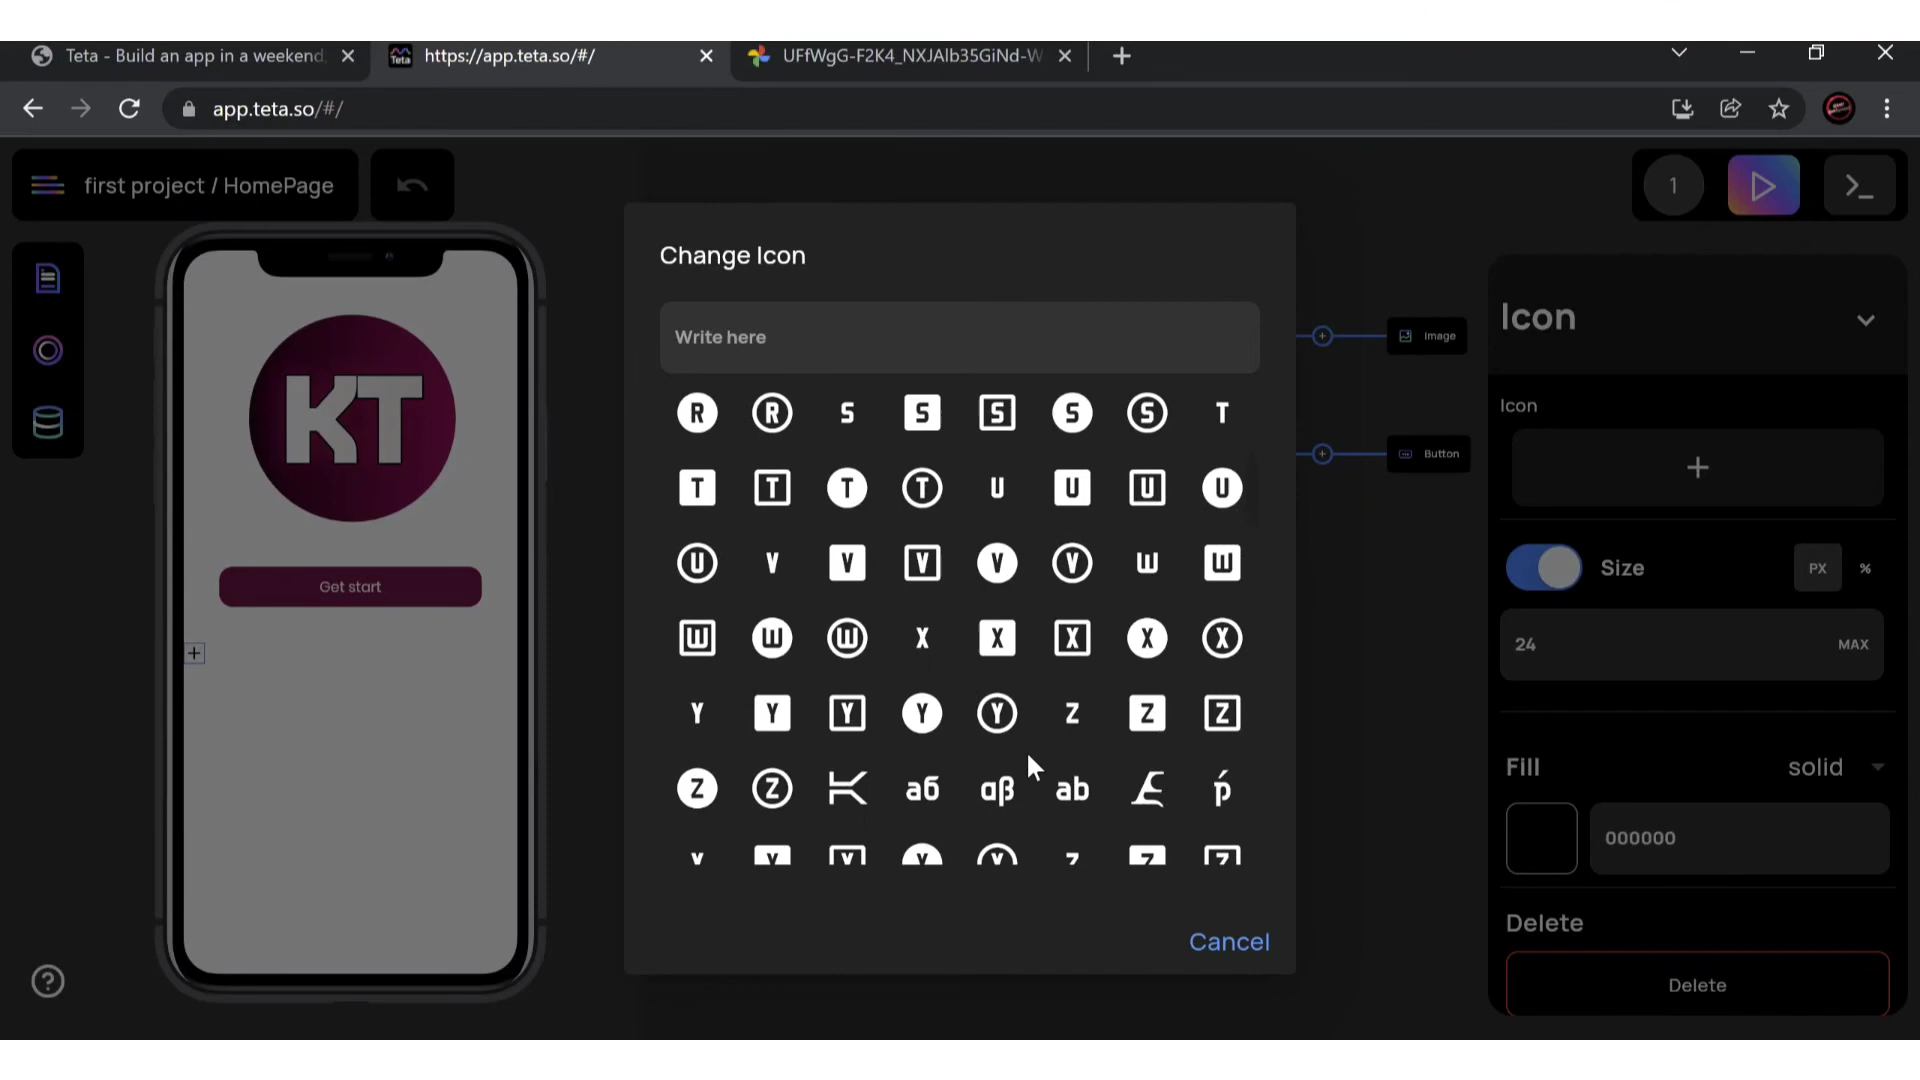 Teta - Build an app in a weekend,
https://app.teta.so/#/
UFfWgG-F2K4_NXJAlb35GiNd-W
app.teta.so/#/
first project / HomePage
1
Change Icon
Write here
R R S S S S S T
T T T T U U U U
U V V V V V W W
W W W X X X X X
Y Y Y Y Y Z Z Z
Z Z аб αβ ab
Y Y Y Y Y Z Z Z
Cancel
KT
Get start
Image
Button
Icon
Icon
Size
PX %
24
MAX
Fill
solid
000000
Delete
Delete